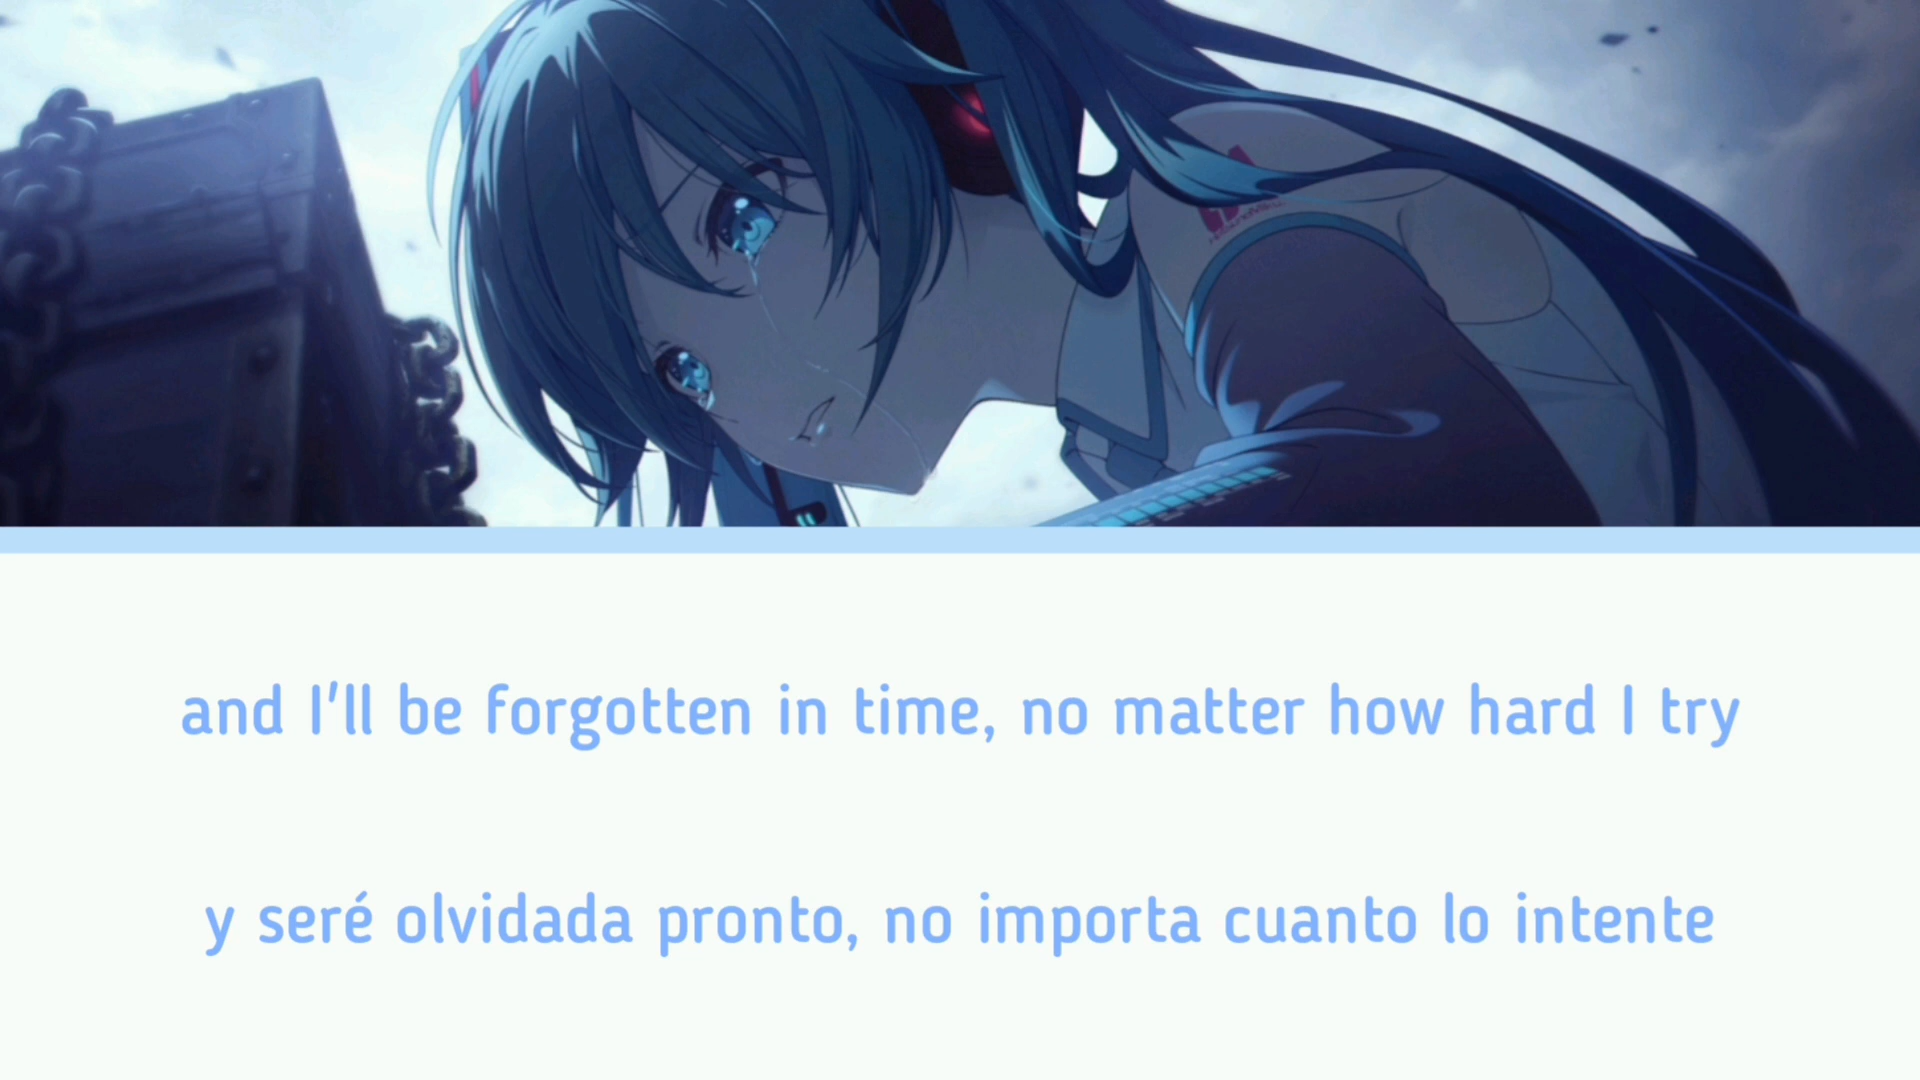 and I'll be forgotten in time, no matter how hard I try
y seré olvidada pronto, no importa cuanto lo intente